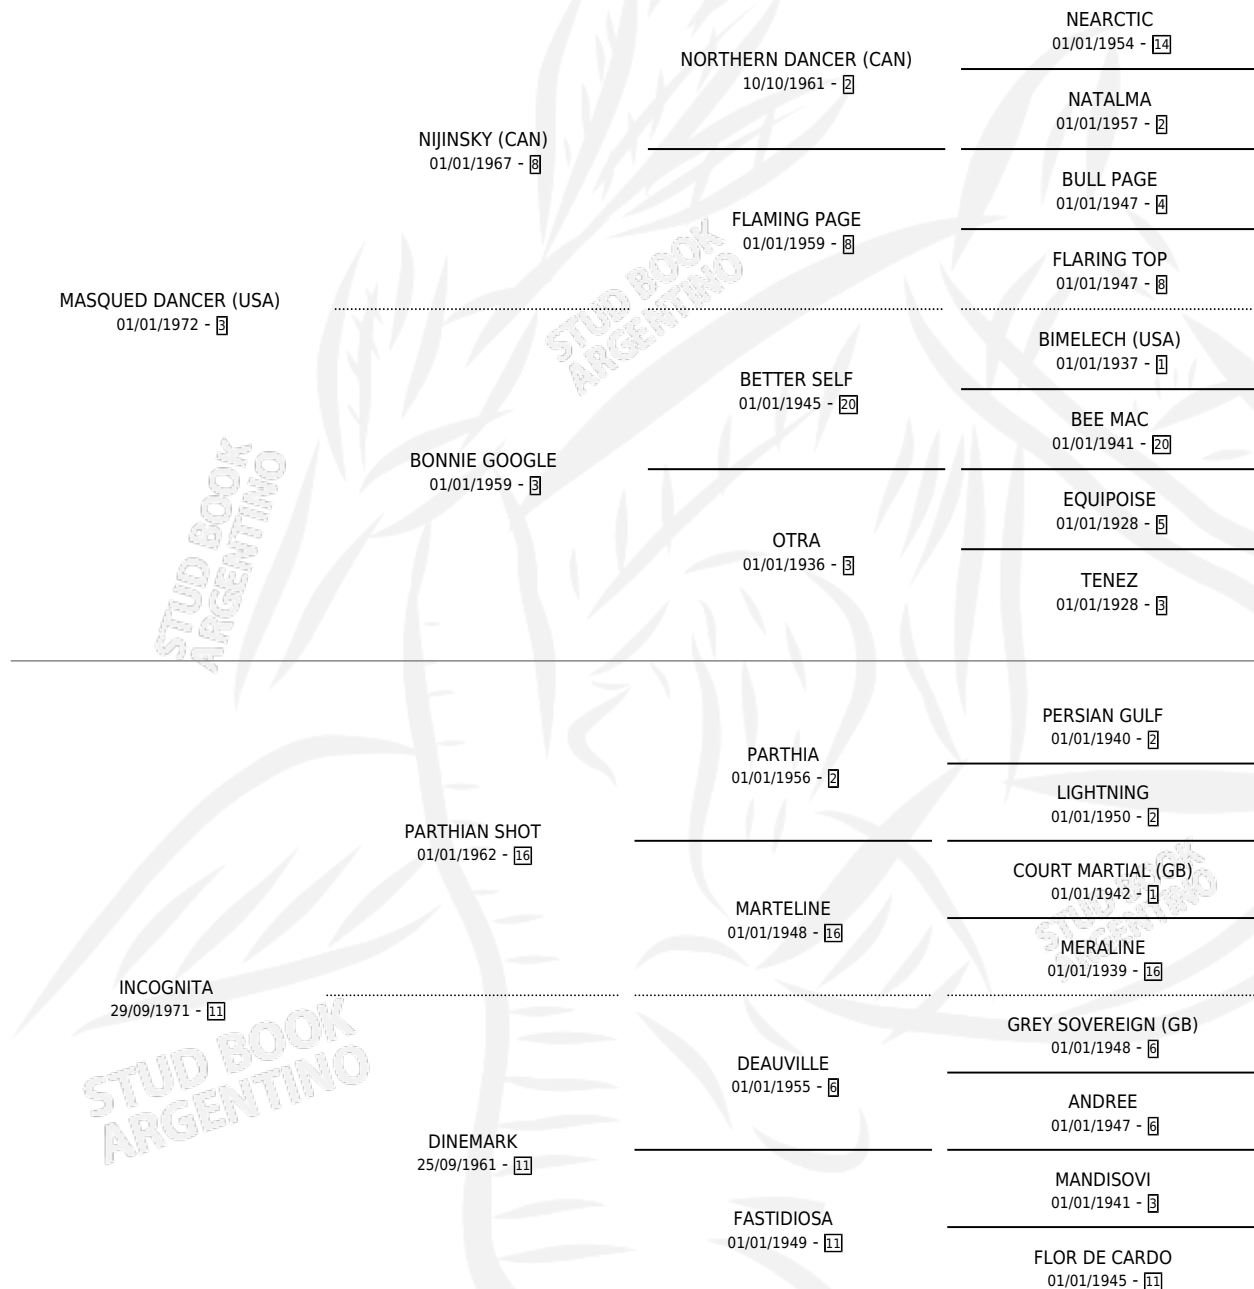 NEARCTIC
01/01/1954 - 14
NORTHERN DANCER (CAN)
10/10/1961 - 2
NATALMA
01/01/1957 - 2
NIJINSKY (CAN)
01/01/1967 - 8
BULL PAGE
01/01/1947 - 4
FLAMING PAGE
01/01/1959 - 8
FLARING TOP
01/01/1947 - 8
MASQUED DANCER (USA)
01/01/1972 - 3
BIMELECH (USA)
01/01/1937 - 1
BETTER SELF
01/01/1945 - 20
BEE MAC
01/01/1941 - 20
BONNIE GOOGLE
01/01/1959 - 3
EQUIPOISE
01/01/1928 - 5
OTRA
01/01/1936 - 3
TENEZ
01/01/1928 - 3
PERSIAN GULF
01/01/1940 - 2
PARTHIA
01/01/1956 - 2
LIGHTNING
01/01/1950 - 2
PARTHIAN SHOT
01/01/1962 - 16
COURT MARTIAL (GB)
01/01/1942 - 1
MARTELINE
01/01/1948 - 16
MERALINE
01/01/1939 - 16
INCOGNITA
29/09/1971 - 11
GREY SOVEREIGN (GB)
01/01/1948 - 6
DEAUVILLE
01/01/1955 - 6
ANDREE
01/01/1947 - 6
DINEMARK
25/09/1961 - 11
MANDISOVI
01/01/1941 - 3
FASTIDIOSA
01/01/1949 - 11
FLOR DE CARDO
01/01/1945 - 11
STUD BOOK
ARGENTINO
STUD BOOK
ARGENTINO
STUD BOOK
ARGENTINO
STUD BOOK
ARGENTINO